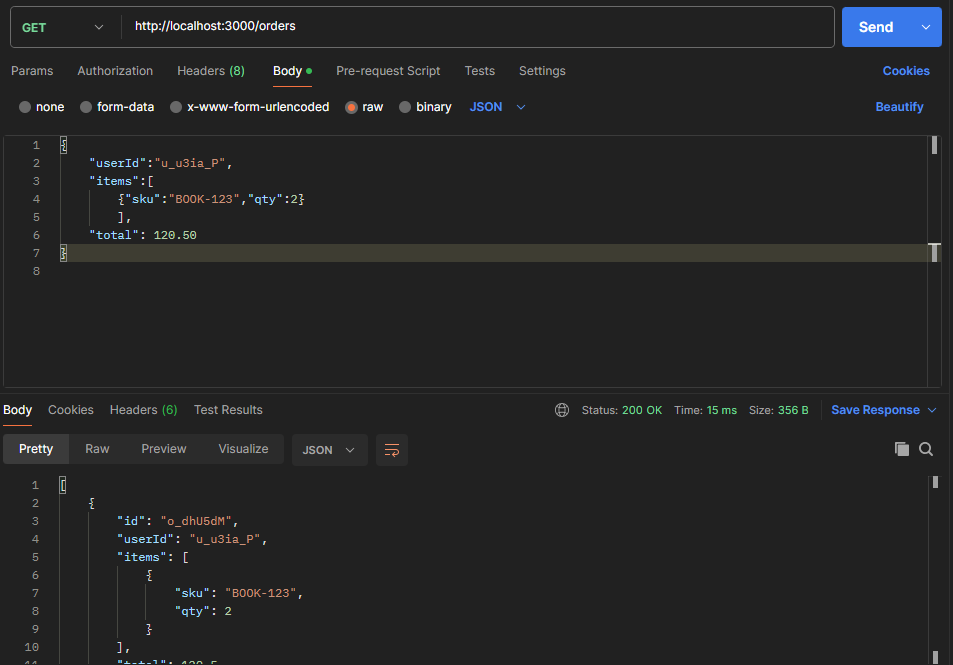 GET http://localhost:3000/orders Send
Params Authorization Headers (8) Body Pre-request Script Tests Settings Cookies
none form-data x-www-form-urlencoded raw binary JSON Beautify
1 {
2 "userId":"u_u3ia_P",
3 "items":[
4 {"sku":"BOOK-123","qty":2}
5 ],
6 "total": 120.50
7 }
8
Body Cookies Headers (6) Test Results Status: 200 OK Time: 15 ms Size: 356 B Save Response
Pretty Raw Preview Visualize JSON
1 [
2 {
3 "id": "o_dhU5dM",
4 "userId": "u_u3ia_P",
5 "items": [
6 {
7 "sku": "BOOK-123",
8 "qty": 2
9 }
10 ],
11 "total": 120.5